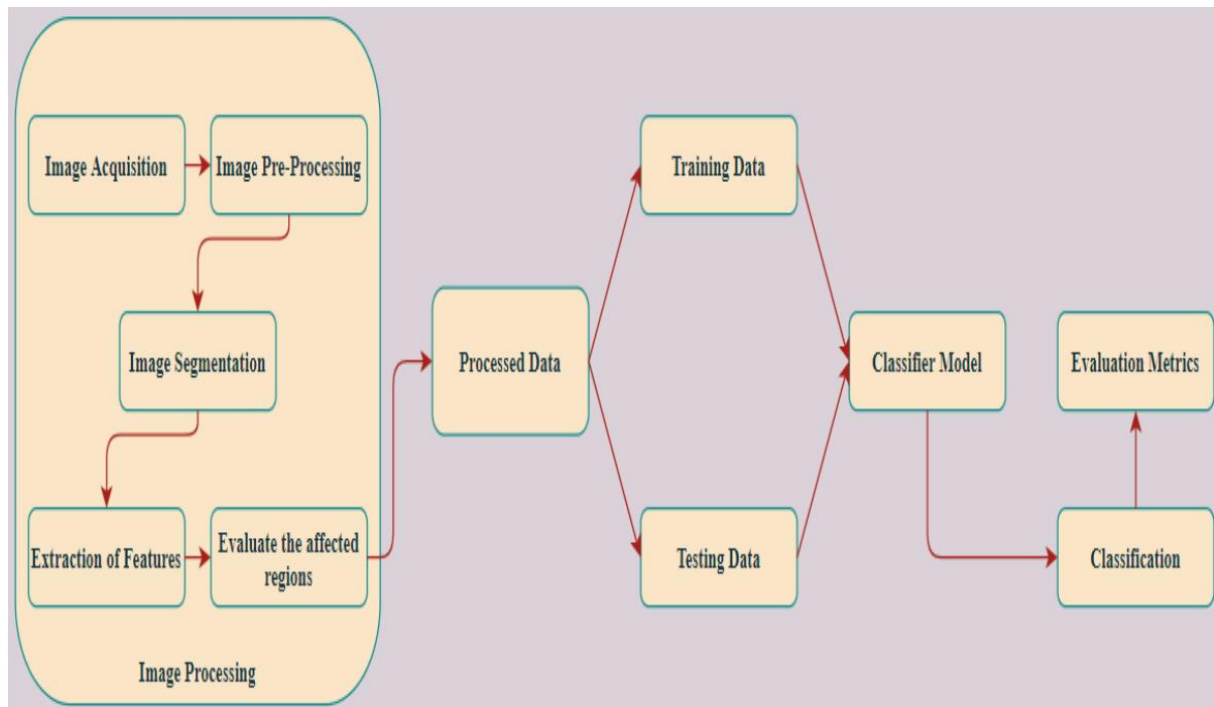 Image Acquisition
Image Pre-Processing
Image Segmentation
Extraction of Features
Evaluate the affected
regions
Image Processing
Processed Data
Training Data
Testing Data
Classifier Model
Classification
Evaluation Metrics